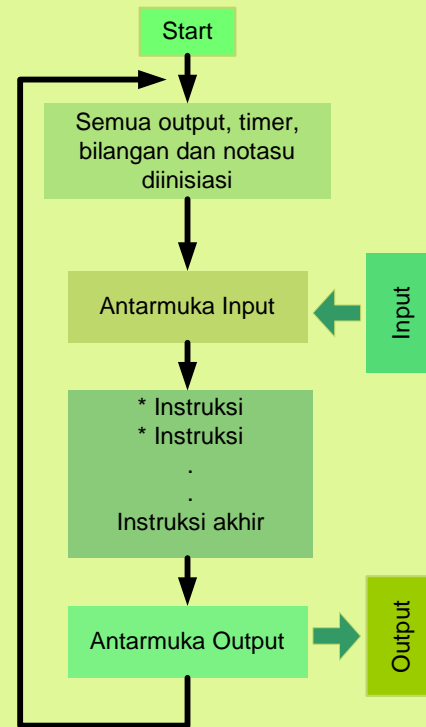 Start
Semua output, timer,
bilangan dan notasu
diinisiasi
Antarmuka Input
Input
* Instruksi
* Instruksi
.
.
Instruksi akhir
Antarmuka Output
Output